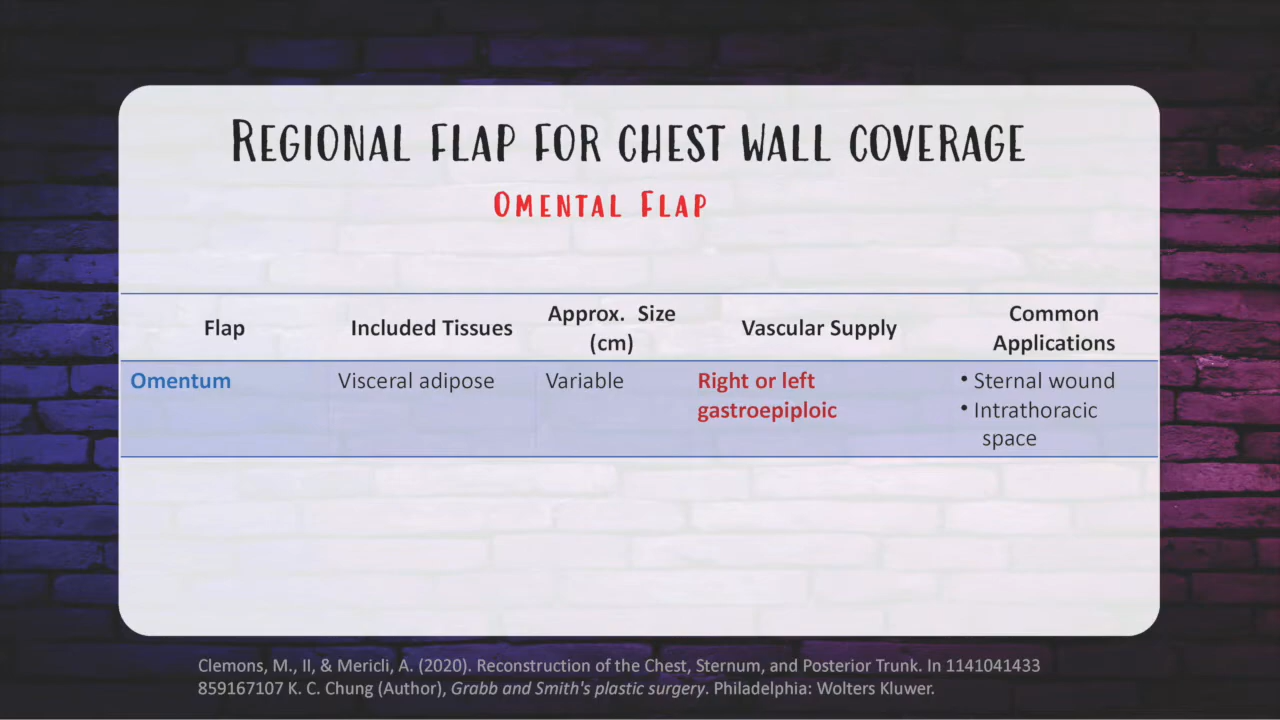 Regional flap for chest wall coverage
Omental Flap
Flap Included Tissues Approx. Size (cm) Vascular Supply Common Applications
Omentum Visceral adipose Variable Right or left gastroepiploic • Sternal wound • Intrathoracic space
Clemons, M., II, & Mericli, A. (2020). Reconstruction of the Chest, Sternum, and Posterior Trunk. In 1141041433
859167107 K. C. Chung (Author), Grabb and Smith's plastic surgery. Philadelphia: Wolters Kluwer.